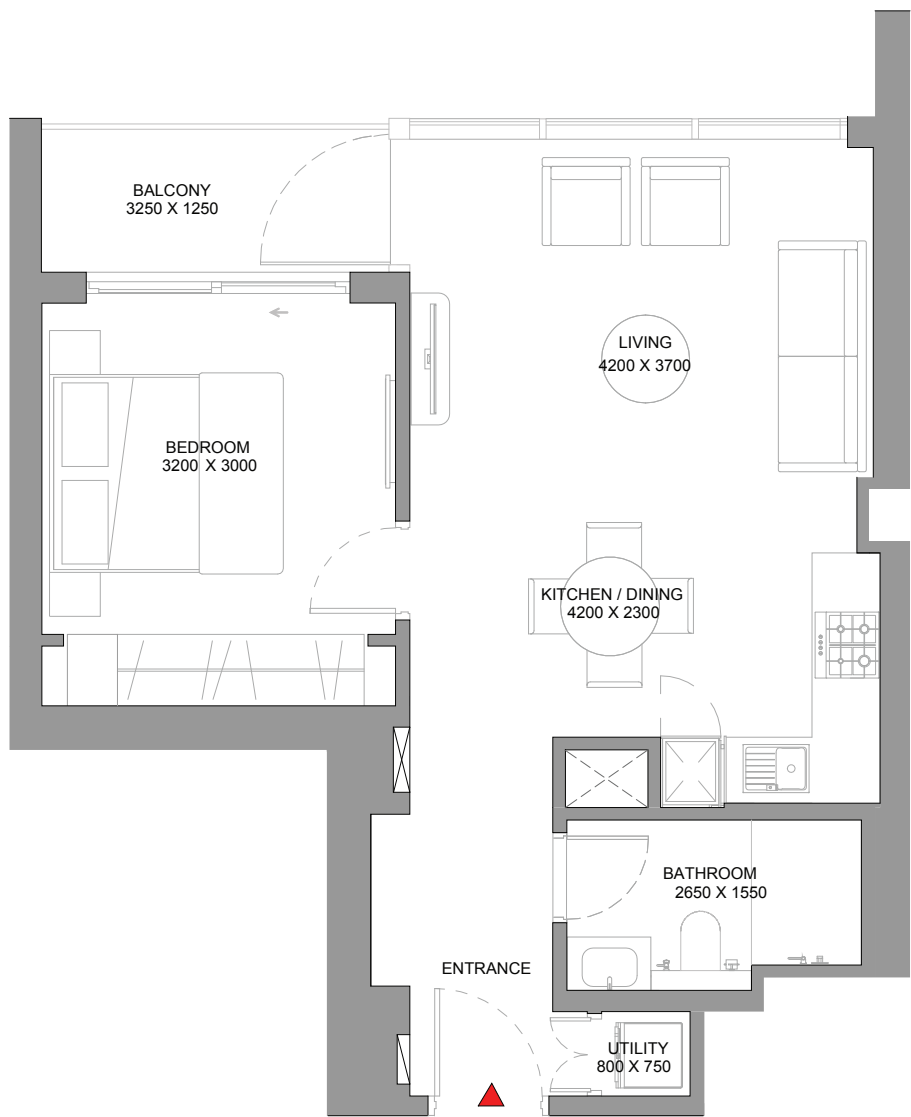 BALCONY
3250 X 1250
LIVING
4200 X 3700
BEDROOM
3200 X 3000
KITCHEN / DINING
4200 X 2300
BATHROOM
2650 X 1550
ENTRANCE
UTILITY
800 X 750